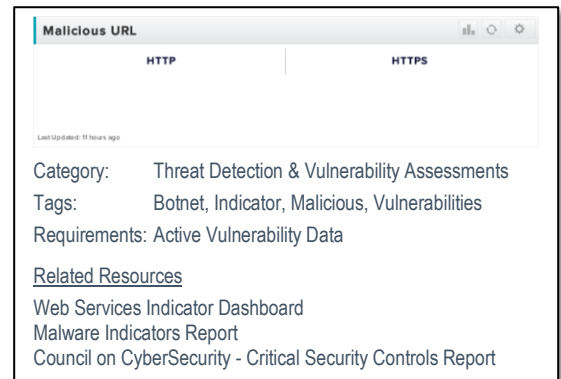 Malicious URL
HTTP HTTPS
Last Updated: 11 hours ago
Category: Threat Detection & Vulnerability Assessments
Tags: Botnet, Indicator, Malicious, Vulnerabilities
Requirements: Active Vulnerability Data
Related Resources
Web Services Indicator Dashboard
Malware Indicators Report
Council on CyberSecurity - Critical Security Controls Report